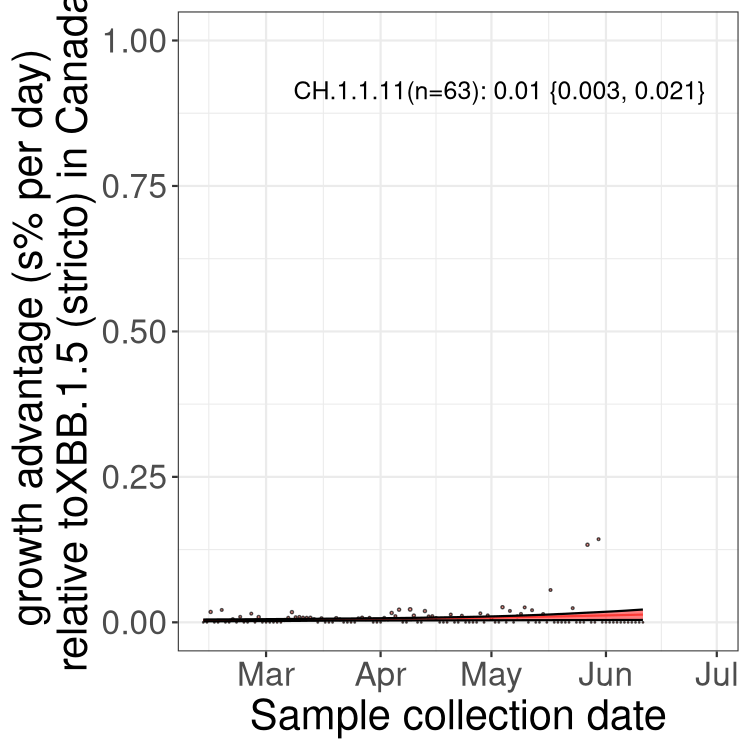 growth advantage (s% per day)
relative toXBB.1.5 (stricto) in Canada
1.00
0.75
0.50
0.25
0.00
CH.1.1.11(n=63): 0.01 {0.003, 0.021}
Mar Apr May Jun Jul
Sample collection date